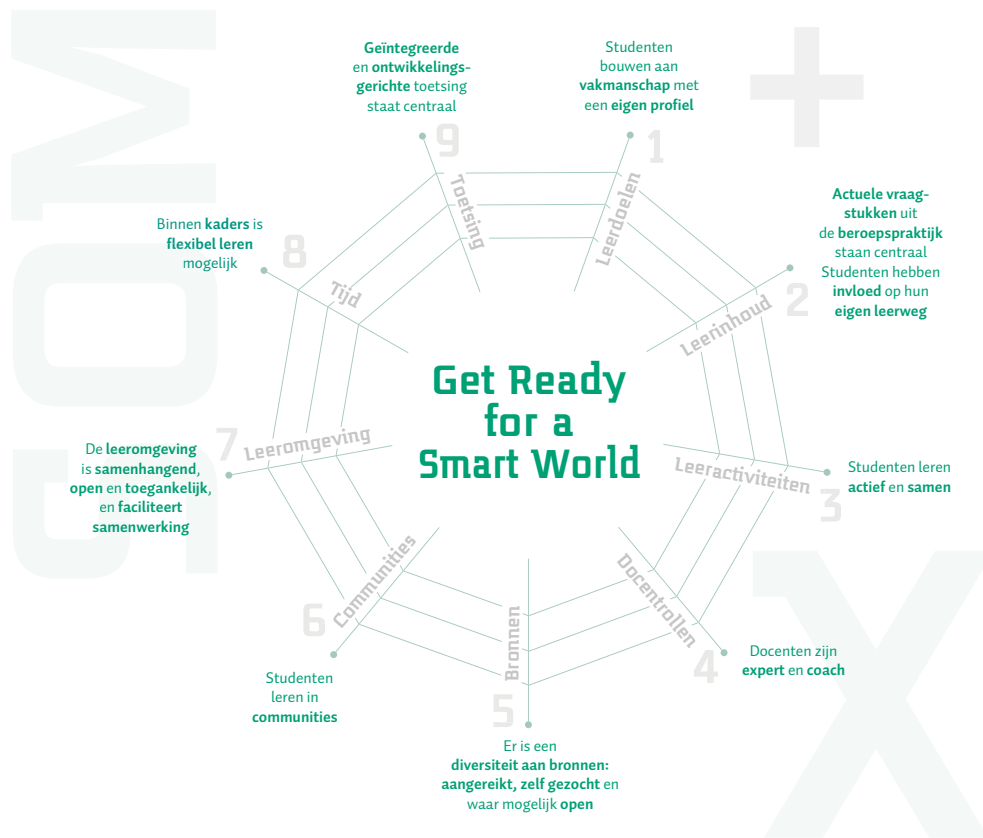 Get Ready
for a
Smart World
1
Leerdoelen
Studenten
bouwen aan
vakmanschap met
een eigen profiel
2
Leerinhoud
Actuele vraag-
stukken uit
de beroepspraktijk
staan centraal
Studenten hebben
invloed op hun
eigen leerweg
3
Leeractiviteiten
Studenten leren
actief en samen
4
Docentrollen
Docenten zijn
expert en coach
5
Bronnen
Er is een
diversiteit aan bronnen:
aangereikt, zelf gezocht en
waar mogelijk open
6
Communities
Studenten
leren in
communities
7
Leeromgeving
De leeromgeving
is samenhangend,
open en toegankelijk,
en faciliteert
samenwerking
8
Tijd
Binnen kaders is
flexibel leren
mogelijk
9
Toetsing
Geïntegreerde
en ontwikkelings-
gerichte toetsing
staat centraal
+
X